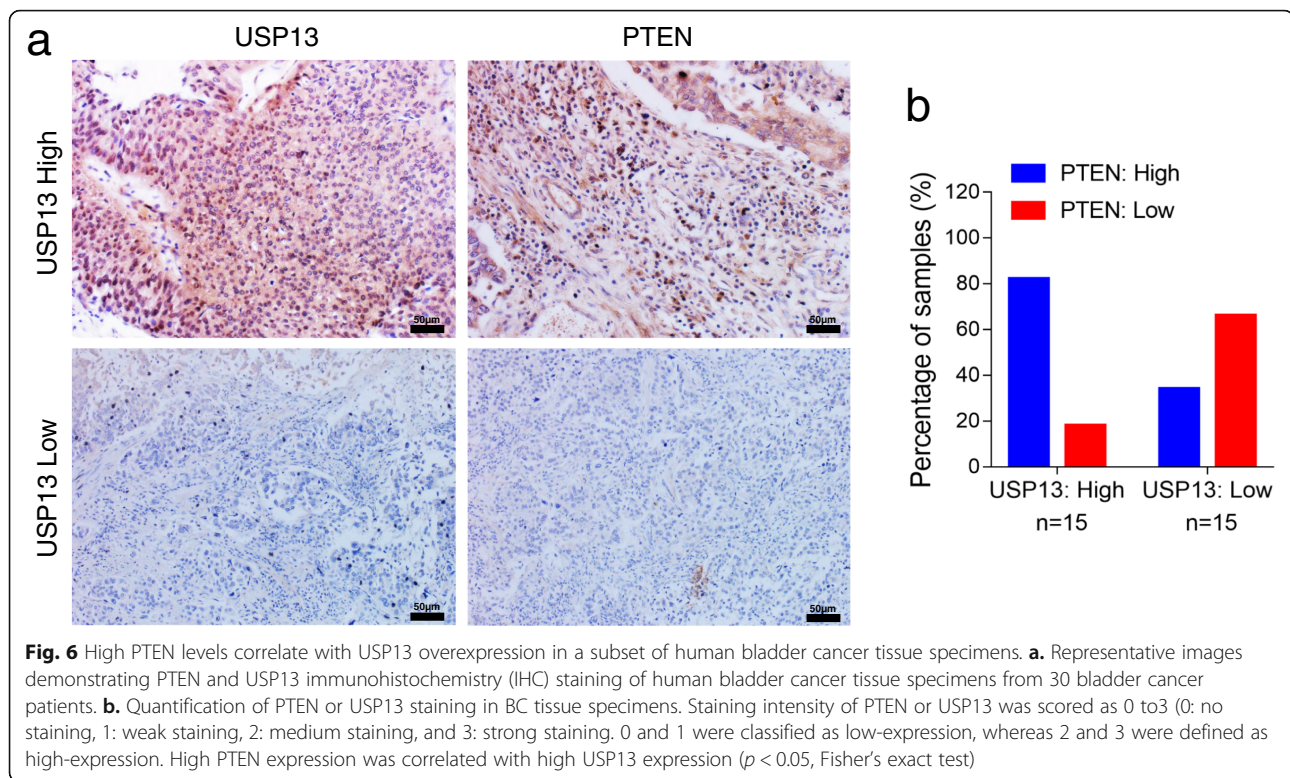 a
USP13
PTEN
USP13 High
50μm
50μm
USP13 Low
50μm
50μm
b
PTEN: High
PTEN: Low
Percentage of samples (%)
120
100
80
60
40
20
0
USP13: High
USP13: Low
n=15
n=15
Fig. 6 High PTEN levels correlate with USP13 overexpression in a subset of human bladder cancer tissue specimens. a. Representative images
demonstrating PTEN and USP13 immunohistochemistry (IHC) staining of human bladder cancer tissue specimens from 30 bladder cancer
patients. b. Quantification of PTEN or USP13 staining in BC tissue specimens. Staining intensity of PTEN or USP13 was scored as 0 to3 (0: no
staining, 1: weak staining, 2: medium staining, and 3: strong staining. 0 and 1 were classified as low-expression, whereas 2 and 3 were defined as
high-expression. High PTEN expression was correlated with high USP13 expression (p < 0.05, Fisher's exact test)